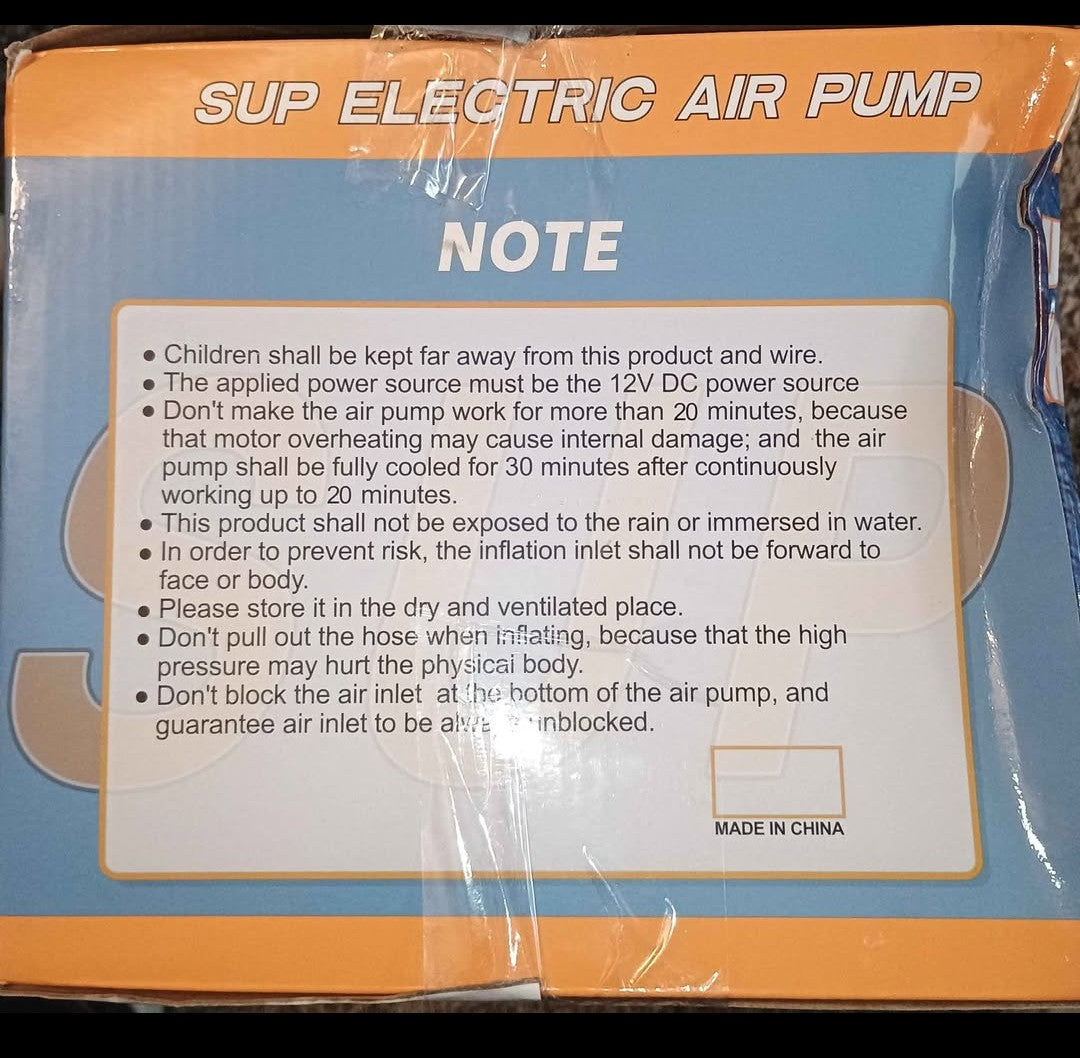 SUP ELECTRIC AIR PUMP
NOTE
● Children shall be kept far away from this product and wire.
● The applied power source must be the 12V DC power source
● Don't make the air pump work for more than 20 minutes, because
that motor overheating may cause internal damage; and the air
pump shall be fully cooled for 30 minutes after continuously
working up to 20 minutes.
● This product shall not be exposed to the rain or immersed in water.
● In order to prevent risk, the inflation inlet shall not be forward to
face or body.
● Please store it in the dry and ventilated place.
● Don't pull out the hose when inflating, because that the high
pressure may hurt the physical body.
● Don't block the air inlet at the bottom of the air pump, and
guarantee air inlet to be always unblocked.
MADE IN CHINA
SUP